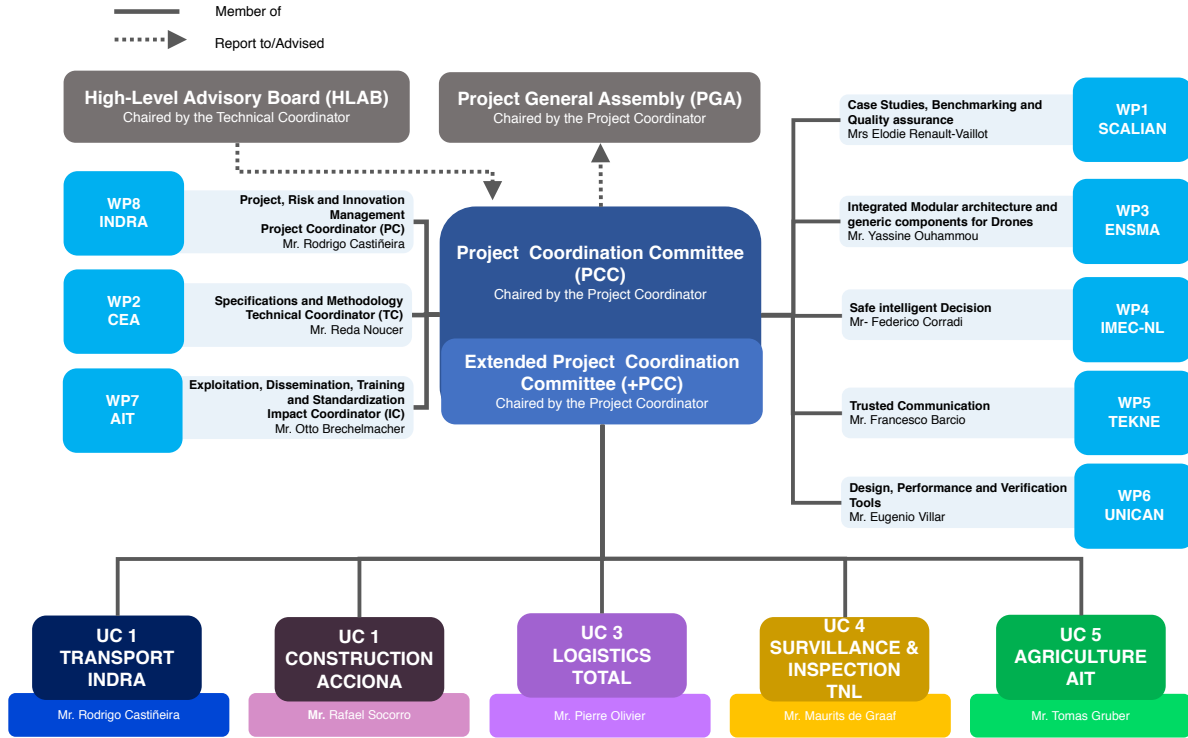 Member of
Report to/Advised
High-Level Advisory Board (HLAB)
Chaired by the Technical Coordinator
Project General Assembly (PGA)
Chaired by the Project Coordinator
WP8
INDRA
Project, Risk and Innovation
Management
Project Coordinator (PC)
Mr. Rodrigo Castiñeira
WP2
CEA
Specifications and Methodology
Technical Coordinator (TC)
Mr. Reda Noucer
WP7
AIT
Exploitation, Dissemination, Training
and Standardization
Impact Coordinator (IC)
Mr. Otto Brechelmacher
Project Coordination Committee
(PCC)
Chaired by the Project Coordinator
Extended Project Coordination
Committee (+PCC)
Chaired by the Project Coordinator
Case Studies, Benchmarking and
Quality assurance
Mrs Elodie Renault-Vaillot
WP1
SCALIAN
Integrated Modular architecture and
generic components for Drones
Mr. Yassine Ouhammou
WP3
ENSMA
Safe intelligent Decision
Mr- Federico Corradi
WP4
IMEC-NL
Trusted Communication
Mr. Francesco Barcio
WP5
TEKNE
Design, Performance and Verification
Tools
Mr. Eugenio Villar
WP6
UNICAN
UC 1
TRANSPORT
INDRA
Mr. Rodrigo Castiñeira
UC 1
CONSTRUCTION
ACCIONA
Mr. Rafael Socorro
UC 3
LOGISTICS
TOTAL
Mr. Pierre Olivier
UC 4
SURVILLANCE &
INSPECTION
TNL
Mr. Maurits de Graaf
UC 5
AGRICULTURE
AIT
Mr. Tomas Gruber